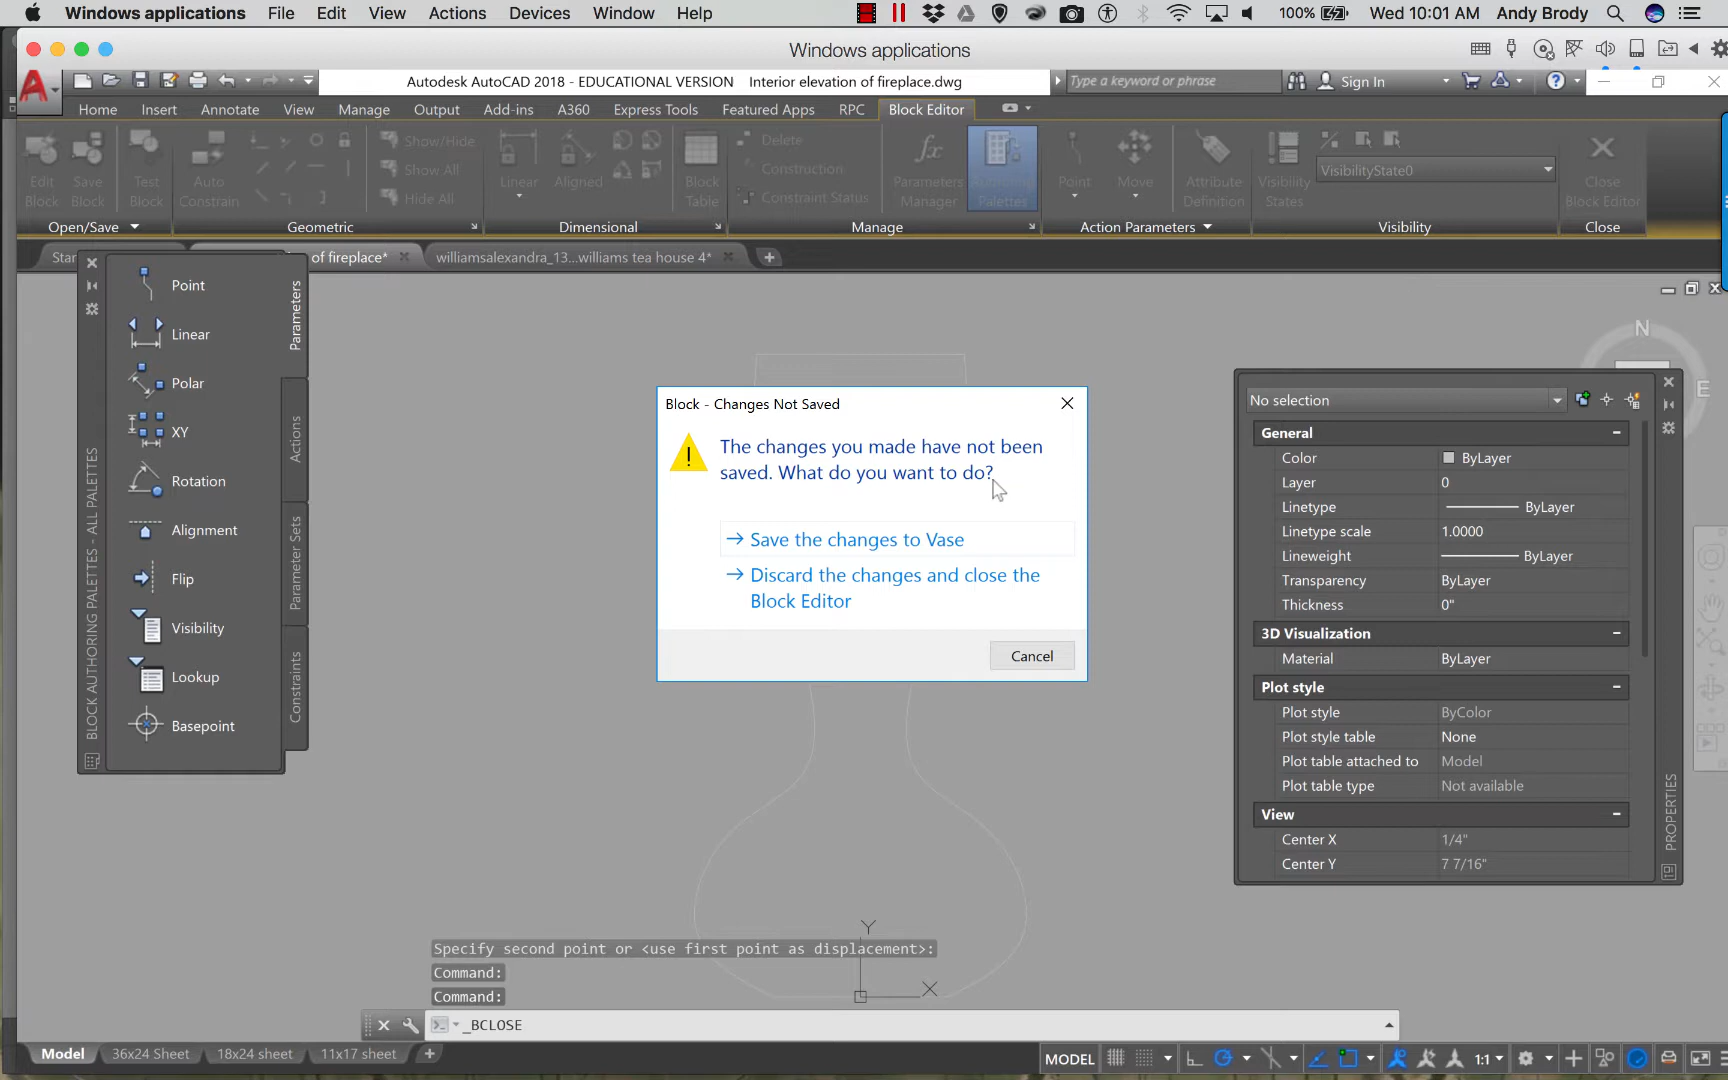 Windows applications File Edit View Actions Devices Window Help 100% Wed 10:01 AM Andy Brody
Windows applications
Autodesk AutoCAD 2018 - EDUCATIONAL VERSION Interior elevation of fireplace.dwg Type a keyword or phrase Sign In
Home Insert Annotate View Manage Output Add-ins A360 Express Tools Featured Apps RPC Block Editor
Edit Block
Save Block
Test Block
Auto Constrain
Show/Hide
Show All
Hide All
Linear
Aligned
Block Table
Delete
Construction
Constraint Status
Parameters Manager
Palettes
Point
Move
Attribute Definition
Visibility States
VisibilityState0
Close Block Editor
Open/Save Geometric Dimensional Manage Action Parameters Visibility Close
Star of fireplace* williamsalexandra_13...williams tea house 4*
Point
Linear
Polar
XY
Rotation
Alignment
Flip
Visibility
Lookup
Basepoint
Parameters
Actions
Parameter Sets
Constraints
BLOCK AUTHORING PALETTES - ALL PALETTES
Block - Changes Not Saved
The changes you made have not been
saved. What do you want to do?
Save the changes to Vase
Discard the changes and close the
Block Editor
Cancel
N
E
No selection
General
Color ByLayer
Layer 0
Linetype ByLayer
Linetype scale 1.0000
Lineweight ByLayer
Transparency ByLayer
Thickness 0"
3D Visualization
Material ByLayer
Plot style
Plot style ByColor
Plot style table None
Plot table attached to Model
Plot table type Not available
View
Center X 1/4"
Center Y 7 7/16"
PROPERTIES
Y
X
Specify second point or <use first point as displacement>:
Command:
Command:
_BCLOSE
Model 36x24 Sheet 18x24 sheet 11x17 sheet
MODEL 1:1